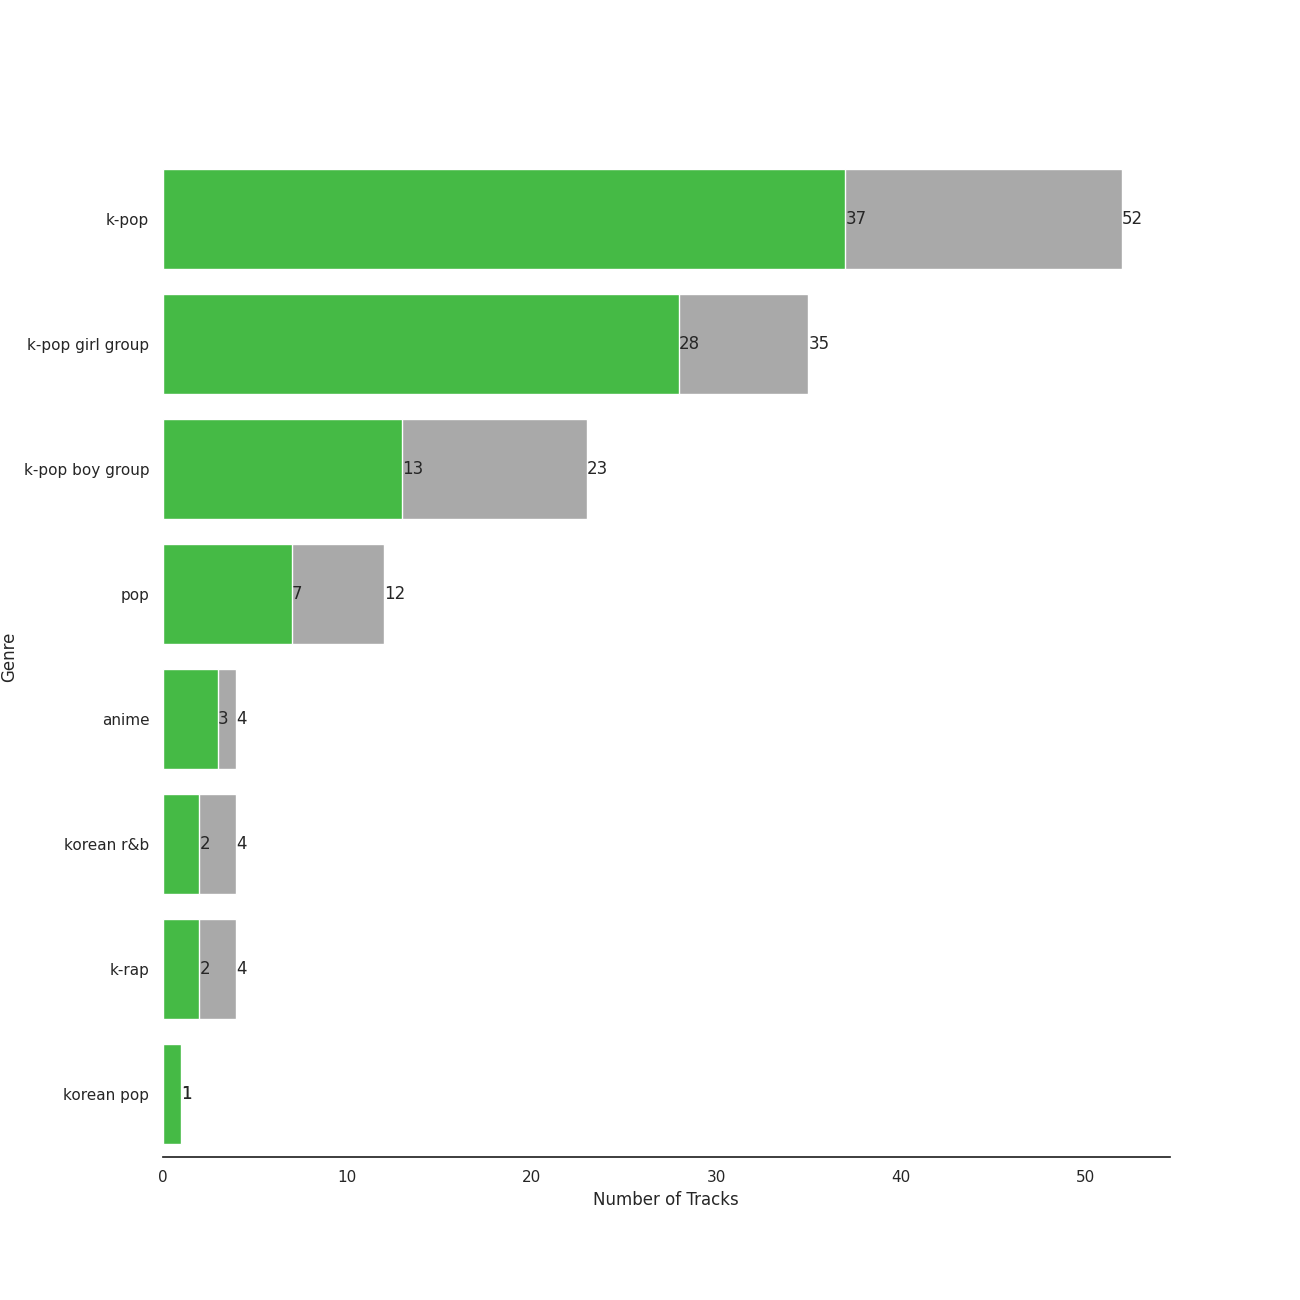 k-pop 37 52
k-pop girl group 28 35
k-pop boy group 13 23
pop 7 12
Genre
anime 3 4
korean r&b 2 4
k-rap 2 4
korean pop 1
0 10 20 30 40 50
Number of Tracks